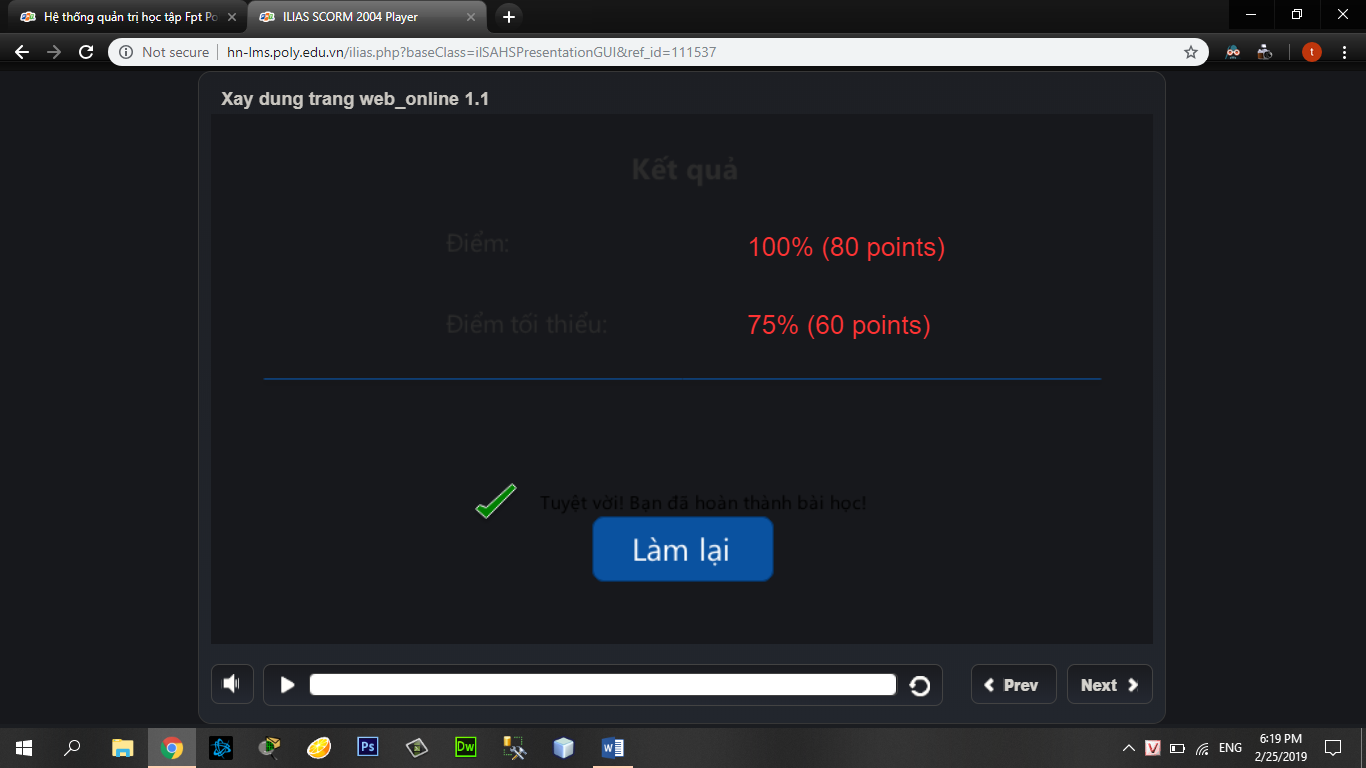 Hệ thống quản trị học tập Fpt Po
ILIAS SCORM 2004 Player
Not secure
hn-lms.poly.edu.vn/ilias.php?baseClass=ilSAHSPresentationGUI&ref_id=111537
t
Xay dung trang web_online 1.1
Kết quả
Điểm:
100% (80 points)
Điểm tối thiểu:
75% (60 points)
Tuyệt vời! Bạn đã hoàn thành bài học!
Làm lại
Prev
Next
Ps
Dw
V
ENG
6:19 PM
2/25/2019